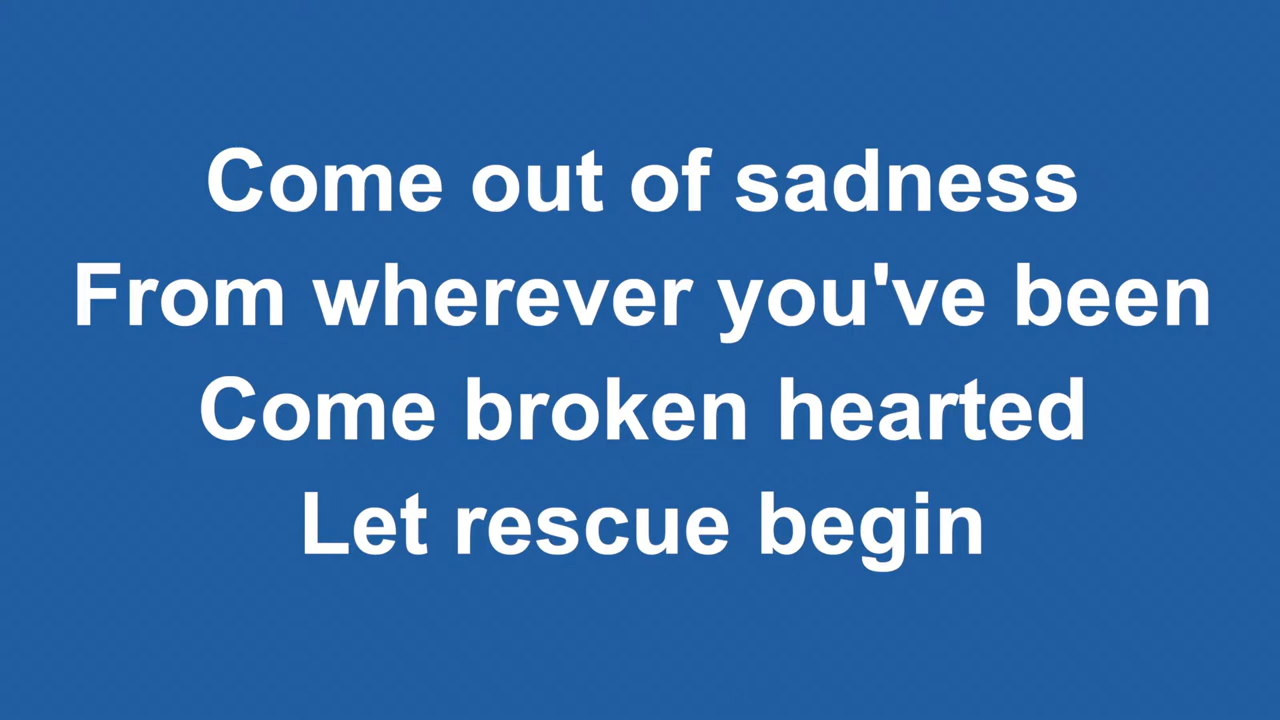 Come out of sadness
From wherever you've been
Come broken hearted
Let rescue begin